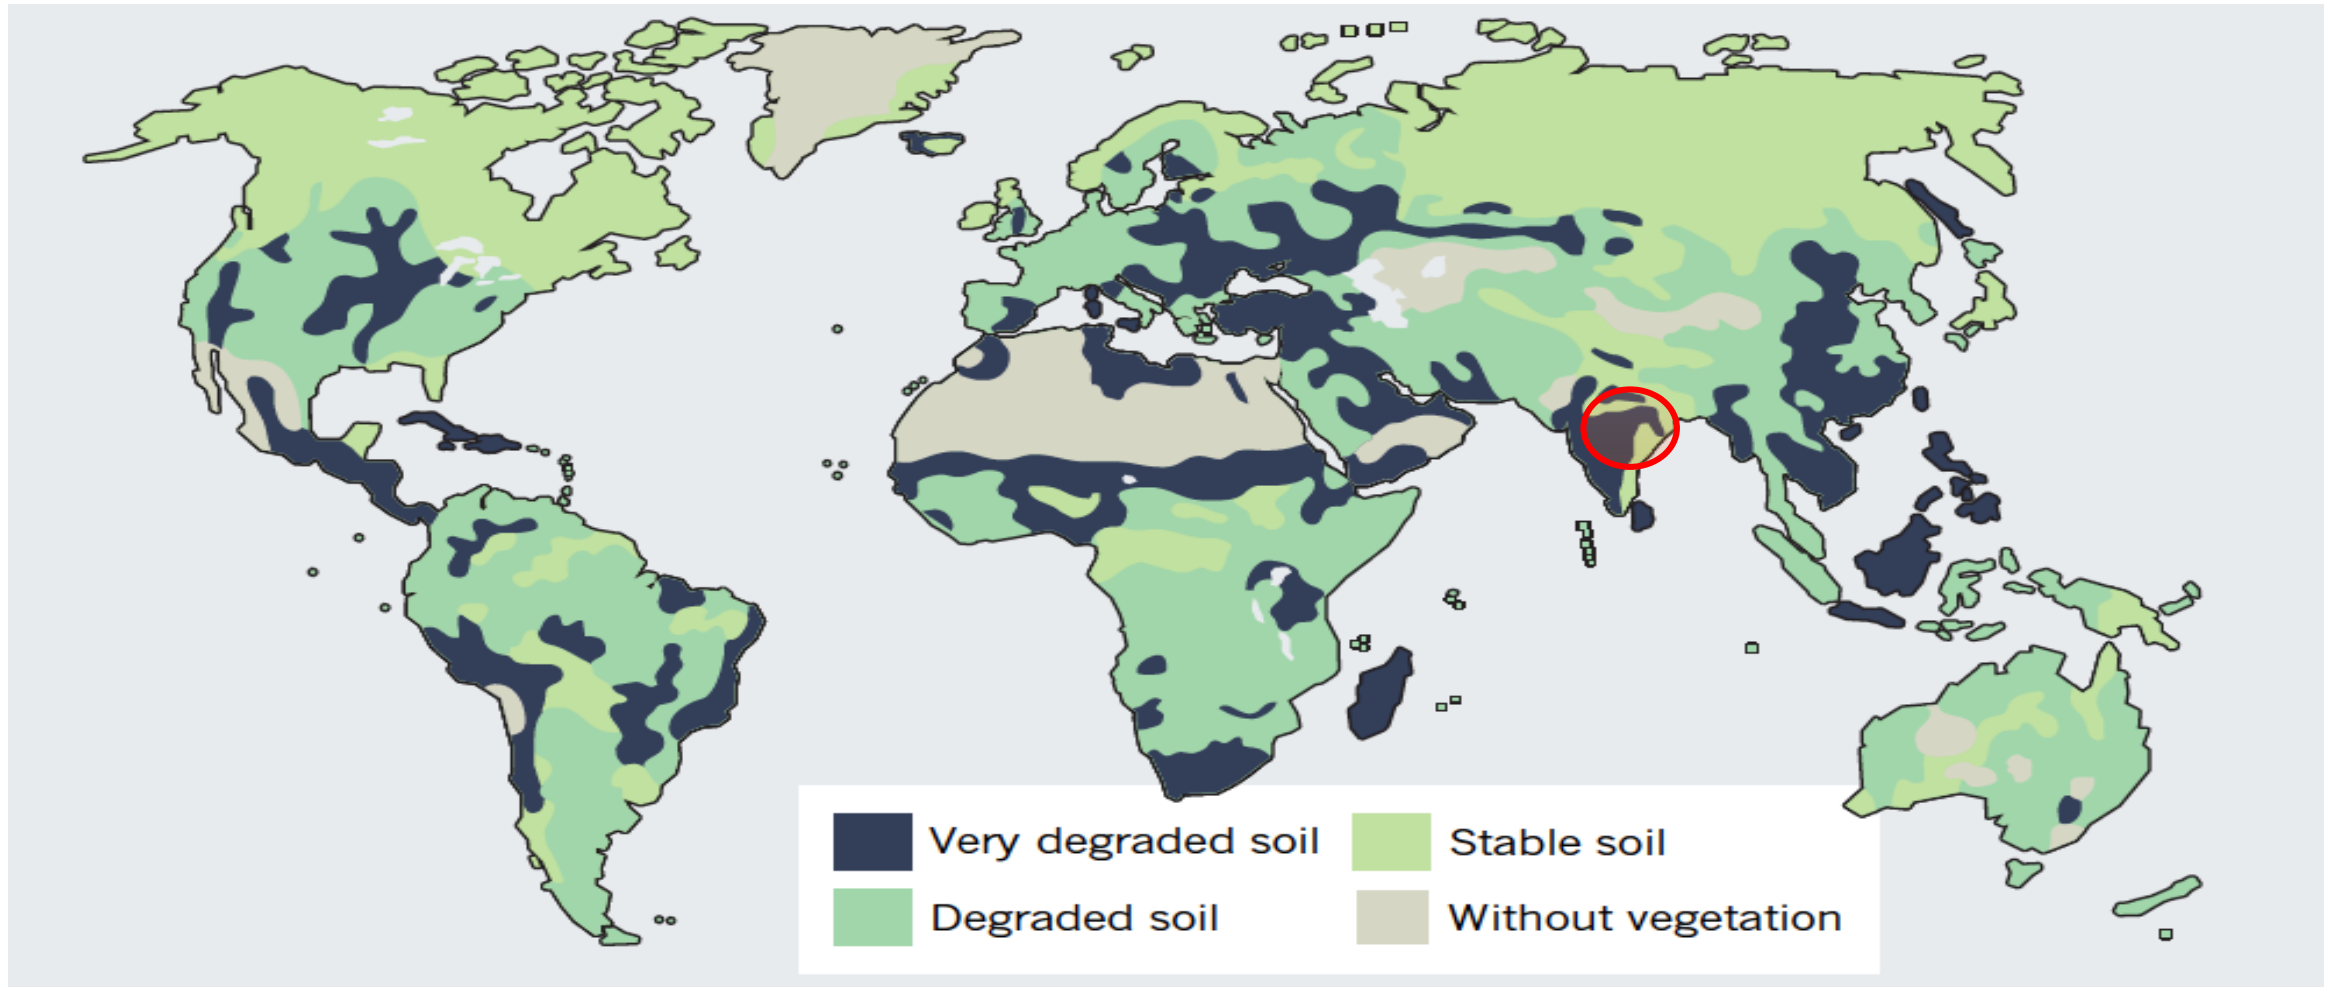 Very degraded soil
Stable soil
Degraded soil
Without vegetation